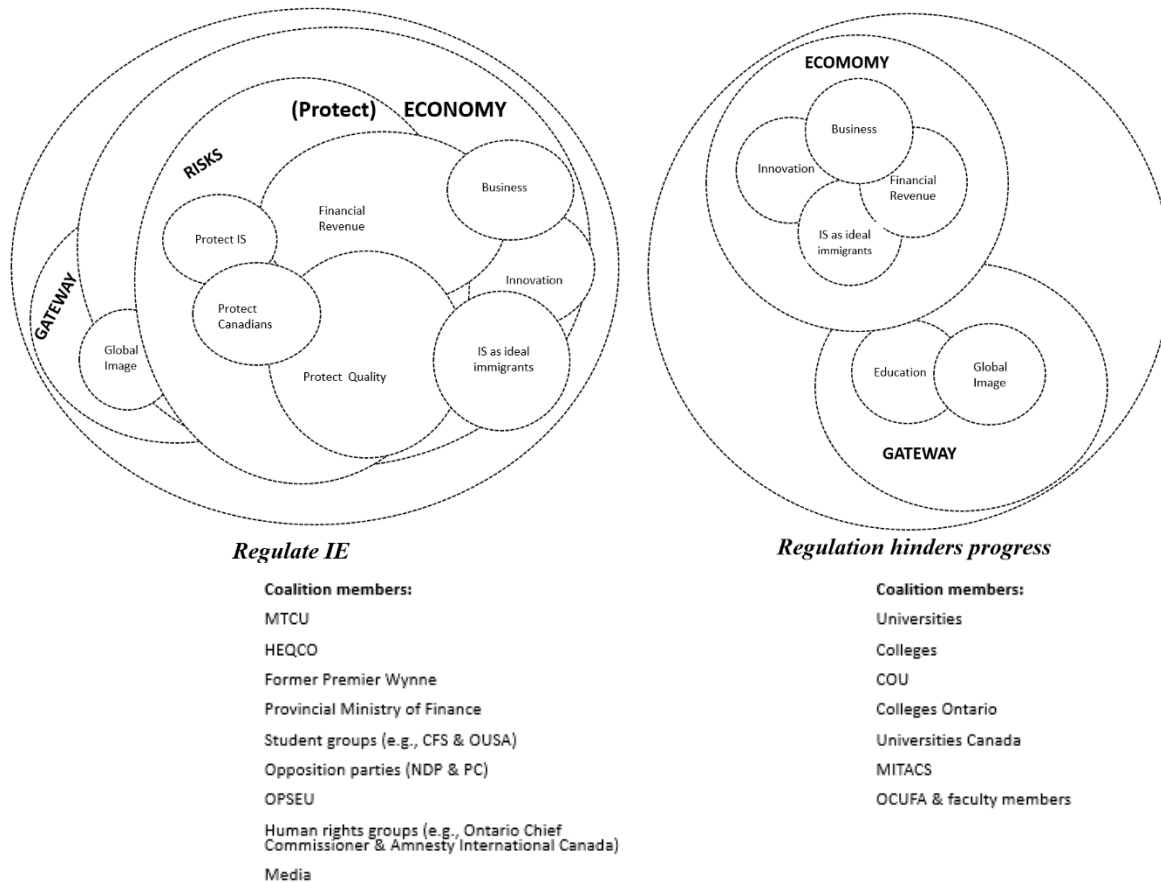 (Protect) ECONOMY
RISKS
Business
Financial
Revenue
Protect IS
Innovation
GATEWAY
Protect
Canadians
Global
Image
IS as ideal
immigrants
Protect Quality
Regulate IE
Coalition members:
MTCU
HEQCO
Former Premier Wynne
Provincial Ministry of Finance
Student groups (e.g., CFS & OUSA)
Opposition parties (NDP & PC)
OPSEU
Human rights groups (e.g., Ontario Chief
Commissioner & Amnesty International Canada)
Media
ECOMOMY
Business
Innovation
Financial
Revenue
IS as ideal
immigrants
Education
Global
Image
GATEWAY
Regulation hinders progress
Coalition members:
Universities
Colleges
COU
Colleges Ontario
Universities Canada
MITACS
OCUFA & faculty members